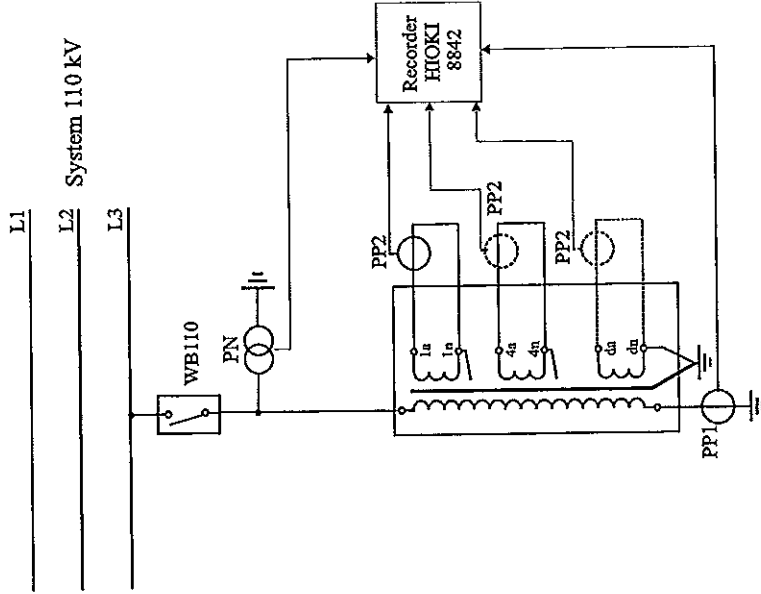 L1
L2
System 110 kV
L3
WB110
PN
Recorder
HIOKI
8842
PP2
1a
1n
PP2
4a
4n
PP2
da
dn
PP1